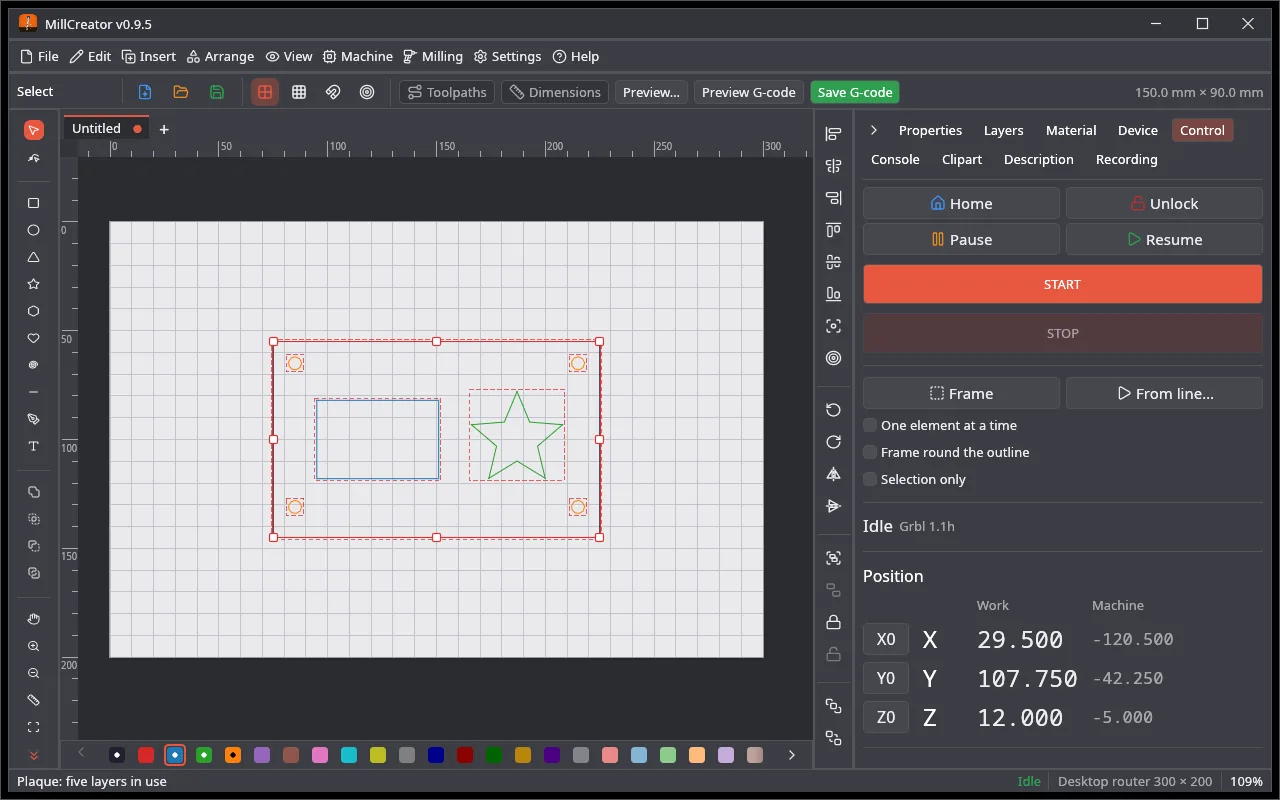 MillCreator v0.9.5
File Edit Insert Arrange View Machine Milling Settings Help
Select Toolpaths Dimensions Preview... Preview G-code Save G-code 150.0 mm × 90.0 mm
Untitled
0 50 100 150 200 250 300
0
50
100
150
200
Properties Layers Material Device Control
Console Clipart Description Recording
Home Unlock
Pause Resume
START
STOP
Frame From line...
One element at a time
Frame round the outline
Selection only
Idle Grbl 1.1h
Position
Work Machine
X0 X 29.500 -120.500
Y0 Y 107.750 -42.250
Z0 Z 12.000 -5.000
Plaque: five layers in use Idle Desktop router 300 × 200 109%